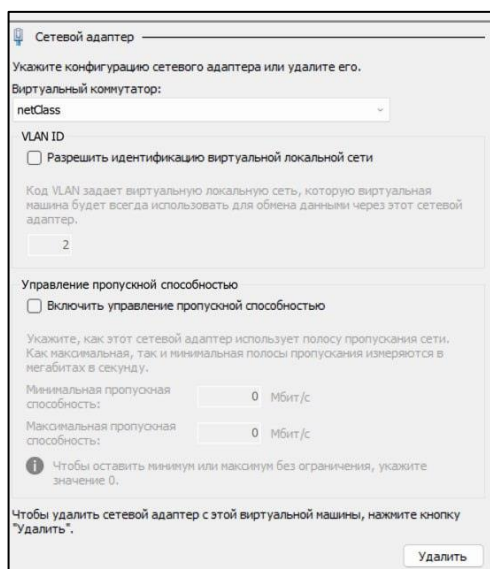 Сетевой адаптер
Укажите конфигурацию сетевого адаптера или удалите его.
Виртуальный коммутатор:
netClass
VLAN ID
Разрешить идентификацию виртуальной локальной сети
Код VLAN задает виртуальную локальную сеть, которую виртуальная
машина будет всегда использовать для обмена данными через этот сетевой
адаптер.
2
Управление пропускной способностью
Включить управление пропускной способностью
Укажите, как этот сетевой адаптер использует полосу пропускания сети.
Как максимальная, так и минимальная полосы пропускания измеряются в
мегабитах в секунду.
Минимальная пропускная
способность:
0 Мбит/с
Максимальная пропускная
способность:
0 Мбит/с
Чтобы оставить минимум или максимум без ограничения, укажите
значение 0.
Чтобы удалить сетевой адаптер с этой виртуальной машины, нажмите кнопку
"Удалить".
Удалить